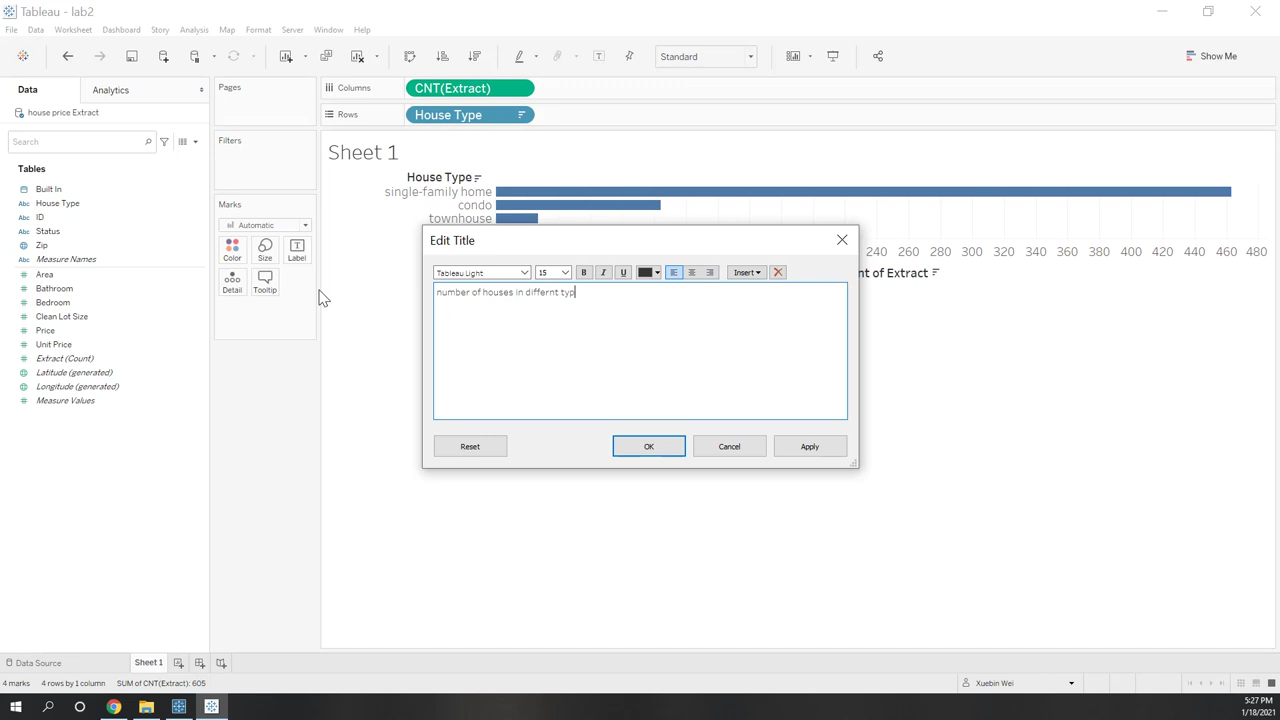 Tableau - lab2
File Data Worksheet Dashboard Story Analysis Map Format Server Window Help
Standard
Show Me
Data Analytics
Pages
Columns CNT(Extract)
house price Extract
Rows House Type
Search
Filters
Sheet 1
Tables
Built In
Abc House Type
Abc ID
Abc Status
Zip
Abc Measure Names
Area
Bathroom
Bedroom
Clean Lot Size
Price
Unit Price
Extract (Count)
Latitude (generated)
Longitude (generated)
Measure Values
Marks
Automatic
Color Size Label
Detail Tooltip
House Type
single-family home
condo
townhouse
240 260 280 300 320 340 360 380 400 420 440 460 480
nt of Extract
Edit Title
Tableau Light 15 B I U Insert
number of houses in differnt typ
Reset OK Cancel Apply
Data Source Sheet 1
4 marks 4 rows by 1 column SUM of CNT(Extract): 605 Xuebin Wei
5:27 PM
1/18/2021